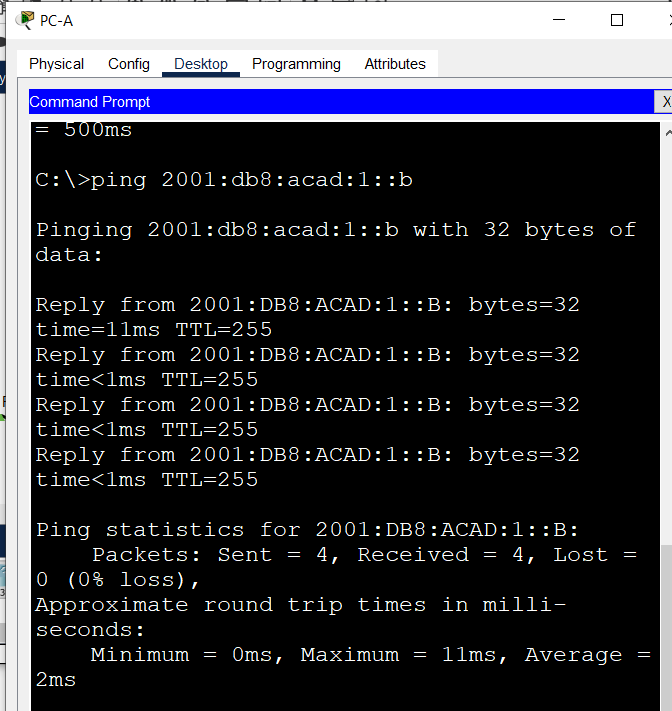 PC-A
Physical Config Desktop Programming Attributes
Command Prompt
X
= 500ms
C:\>ping 2001:db8:acad:1::b
Pinging 2001:db8:acad:1::b with 32 bytes of
data:
Reply from 2001:DB8:ACAD:1::B: bytes=32
time=11ms TTL=255
Reply from 2001:DB8:ACAD:1::B: bytes=32
time<1ms TTL=255
Reply from 2001:DB8:ACAD:1::B: bytes=32
time<1ms TTL=255
Reply from 2001:DB8:ACAD:1::B: bytes=32
time<1ms TTL=255
Ping statistics for 2001:DB8:ACAD:1::B:
Packets: Sent = 4, Received = 4, Lost =
0 (0% loss),
Approximate round trip times in milli-
seconds:
Minimum = 0ms, Maximum = 11ms, Average =
2ms